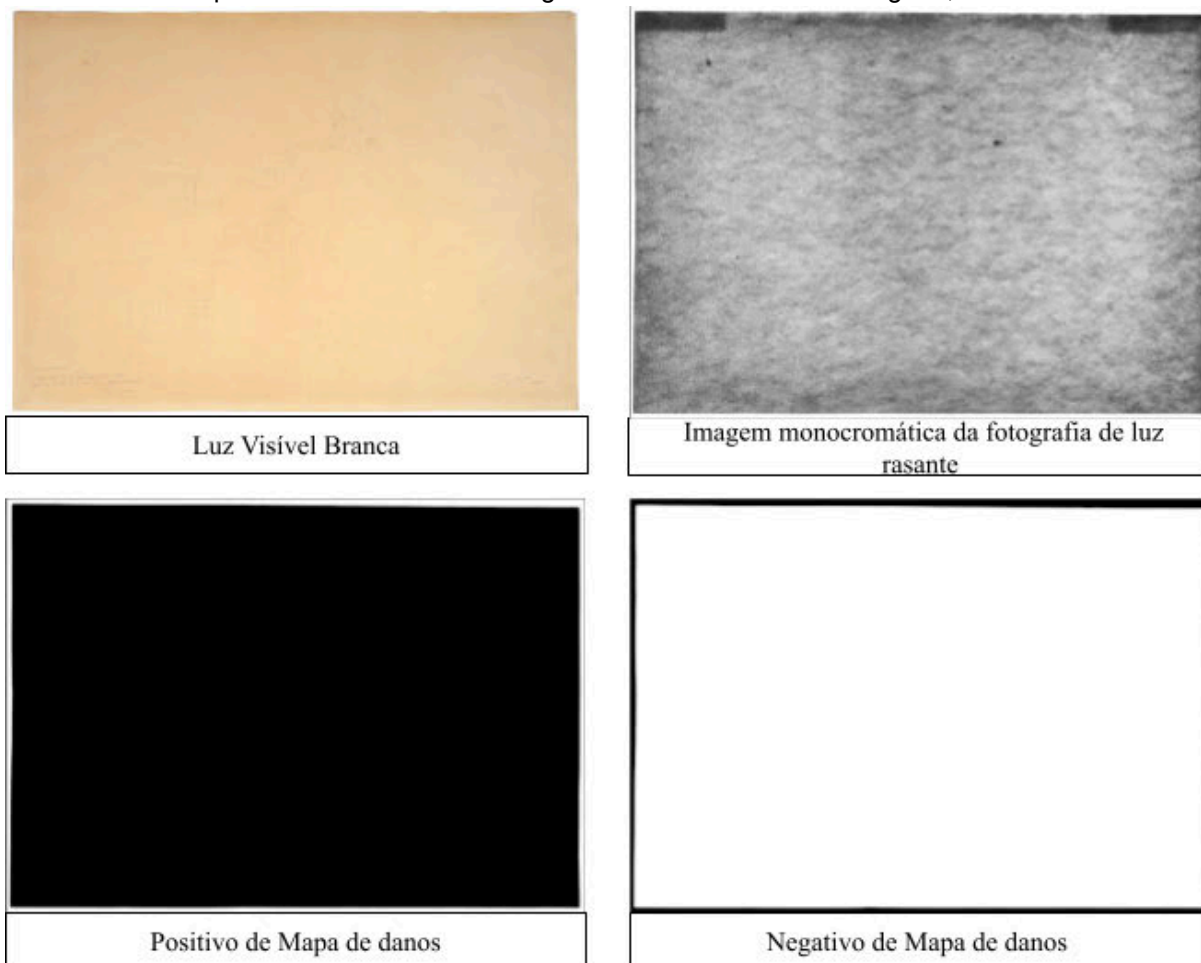 Luz Visível Branca
Imagem monocromática da fotografia de luz
rasante
Positivo de Mapa de danos
Negativo de Mapa de danos